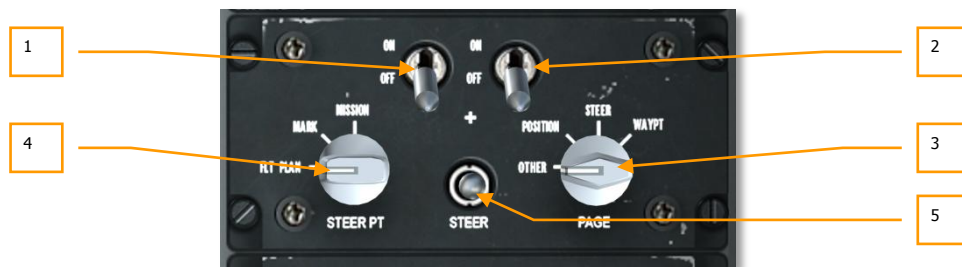 1
2
ON
ON
OFF
OFF
4
MISSION
MARK
FLT PLAN
STEER
POSITION
WAYPT
OTHER
3
STEER PT
STEER
PAGE
5